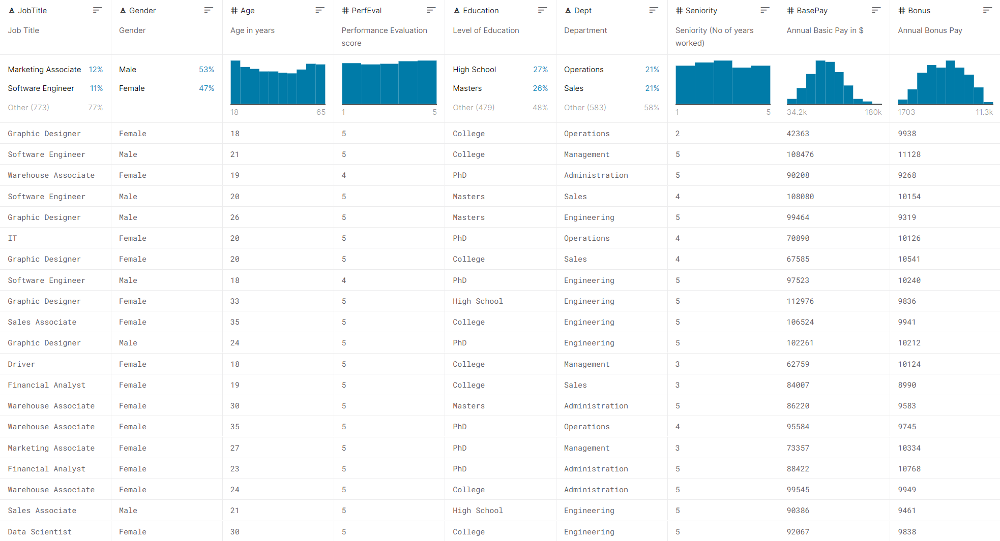 JobTitle Gender Age PerfEval Education Dept Seniority BasePay Bonus
Job Title Gender Age in years Performance Evaluation score Level of Education Department Seniority (No of years worked) Annual Basic Pay in $ Annual Bonus Pay
Marketing Associate 12% Male 53% High School 27% Operations 21%
Software Engineer 11% Female 47% Masters 26% Sales 21%
Other (773) 77% Other (479) 48% Other (583) 58%
18 65 1 5 1 5 34.2k 180k 1703 11.3k
Graphic Designer Female 18 5 College Operations 2 42363 9938
Software Engineer Male 21 5 College Management 5 108476 11128
Warehouse Associate Female 19 4 PhD Administration 5 90208 9268
Software Engineer Male 20 5 Masters Sales 4 108080 10154
Graphic Designer Male 26 5 Masters Engineering 5 99464 9319
IT Female 20 5 PhD Operations 4 70890 10126
Graphic Designer Female 20 5 College Sales 4 67585 10541
Software Engineer Male 18 4 PhD Engineering 5 97523 10240
Graphic Designer Female 33 5 High School Engineering 5 112976 9836
Sales Associate Female 35 5 College Engineering 5 106524 9941
Graphic Designer Male 24 5 PhD Engineering 5 102261 10212
Driver Female 18 5 College Management 3 62759 10124
Financial Analyst Female 19 5 College Sales 3 84007 8990
Warehouse Associate Female 30 5 Masters Administration 5 86220 9583
Warehouse Associate Female 35 5 PhD Operations 4 95584 9745
Marketing Associate Female 27 5 PhD Management 3 73357 10334
Financial Analyst Female 23 5 PhD Administration 5 88422 10768
Warehouse Associate Female 24 5 College Administration 5 99545 9949
Sales Associate Male 21 5 High School Engineering 5 90386 9461
Data Scientist Female 30 5 College Engineering 5 92067 9838